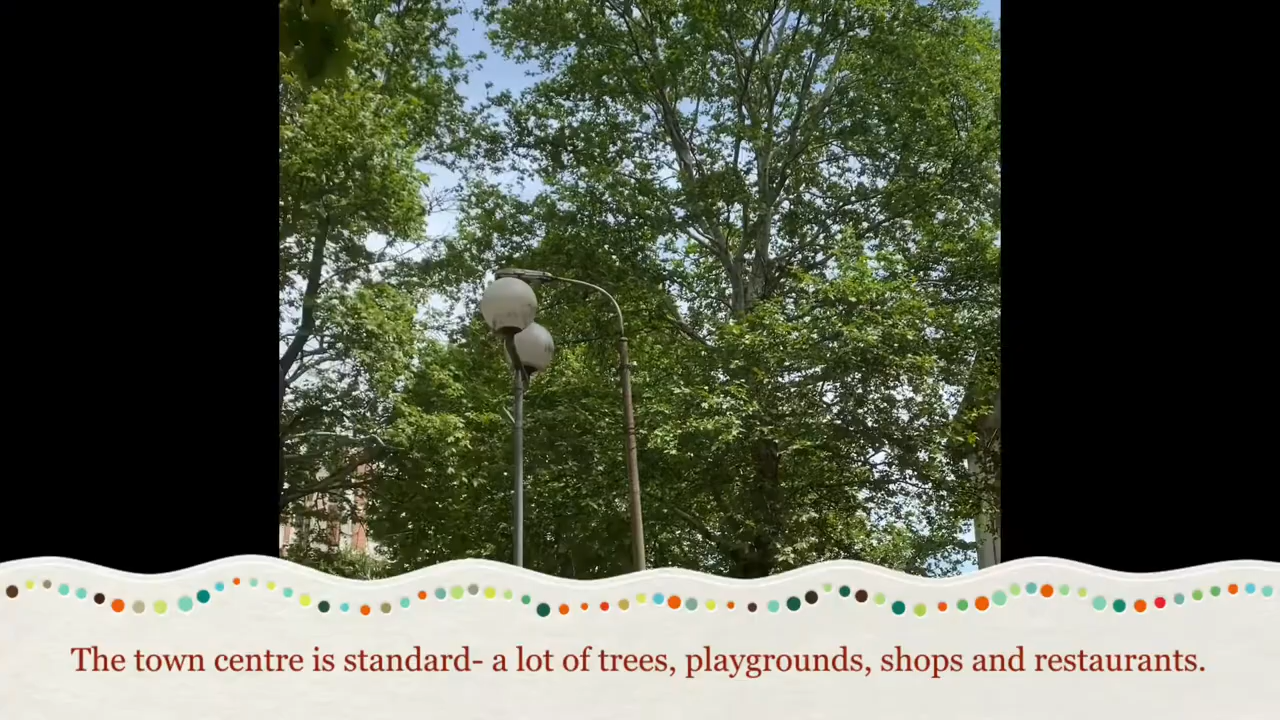 The town centre is standard- a lot of trees, playgrounds, shops and restaurants.